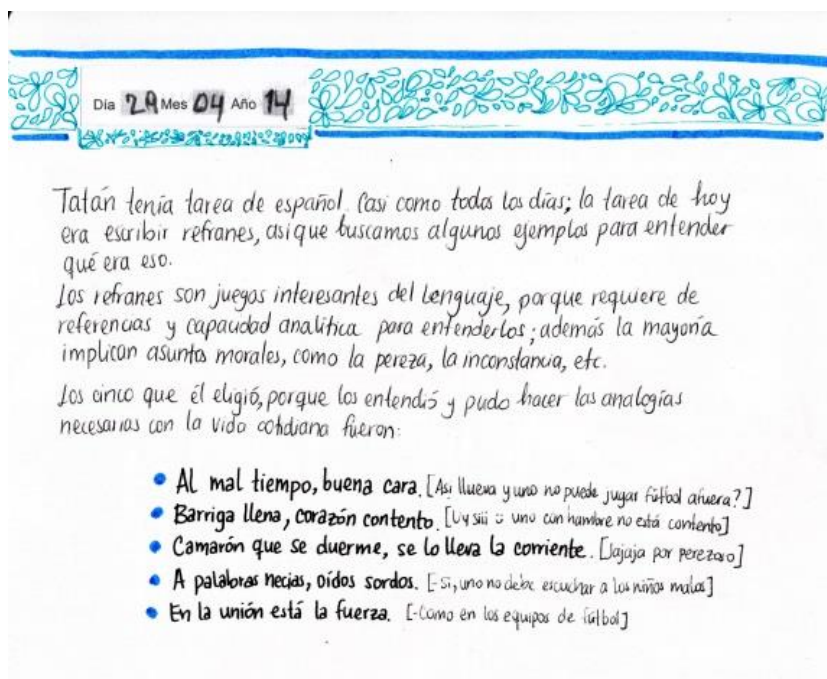 Dia 29 Mes 04 Año 14
Tatán tenía tarea de español. Casi como todos los días; la tarea de hoy
era escribir refranes, asi que buscamos algunos ejemplos para entender
qué era eso.
Los refranes son juegos interesantes del lenguaje, porque requiere de
referencias y capacidad analítica para entenderlos; además la mayoría
implican asuntos morales, como la pereza, la inconstancia, etc.
Los cinco que él eligió, porque los entendió y pudo hacer las analogías
necesarias con la vida cotidiana fueron:
• Al mal tiempo, buena cara. [Asi llueva y uno no puede jugar fútbol afuera?]
• Barriga llena, corazón contento. [Uy siii :: uno con hambre no está contento]
• Camarón que se duerme, se lo lleva la corriente. [Jajaja por perezoso]
• A palabras necias, oídos sordos. [-Si, uno no debe escuchar a los niños malos]
• En la unión está la fuerza. [-Como en los equipos de fútbol]